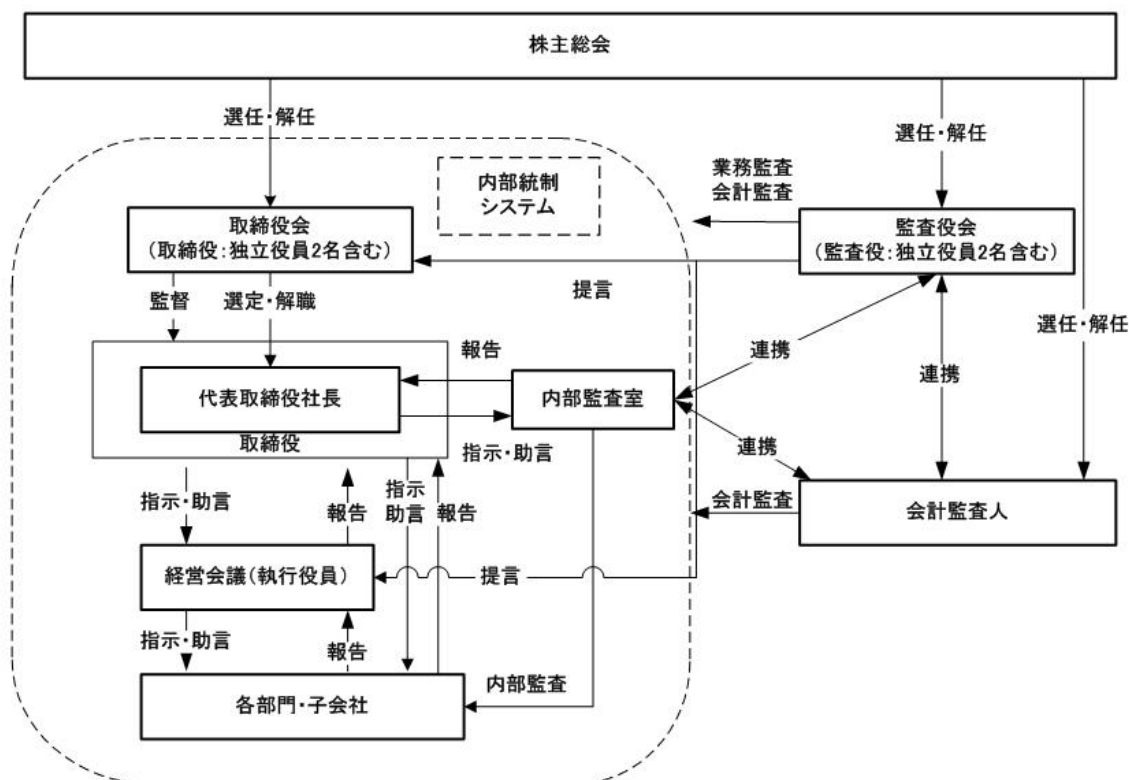 株主総会
選任・解任
選任・解任
内部統制
システム
業務監査
会計監査
取締役会
（取締役：独立役員2名含む）
監査役会
（監査役：独立役員2名含む）
提言
監督
選定・解職
選任・解任
報告
連携
連携
代表取締役社長
内部監査室
取締役
指示・助言
連携
指示・助言
報告
指示
助言
報告
会計監査
会計監査人
経営会議（執行役員）
提言
指示・助言
報告
内部監査
各部門・子会社